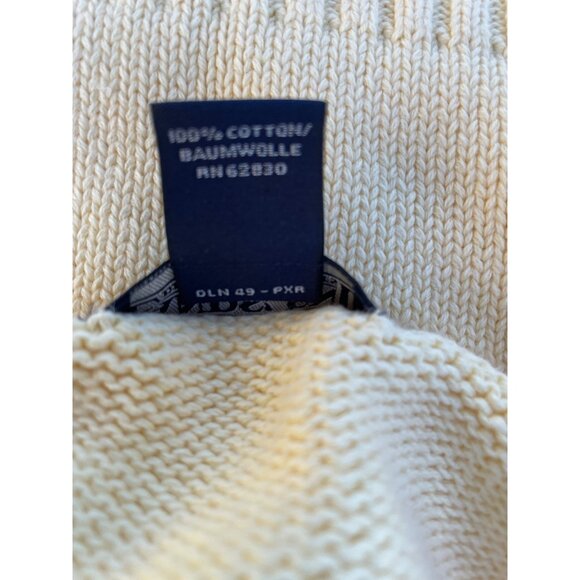 100% COTTON/
BAUMWOLLE
RN 62830
DLN 49 - PXR